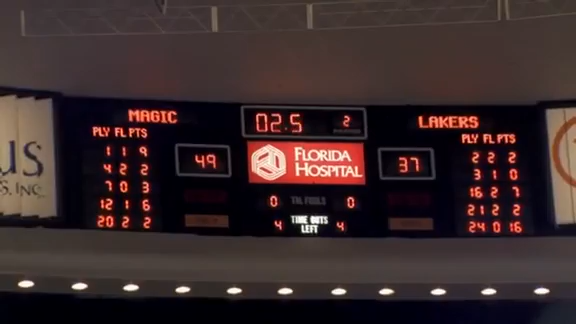 MAGIC
PLY FL PTS
1 1 9
4 2 2
7 0 3
12 1 6
20 2 2
02.5 2
49
FLORIDA
HOSPITAL
37
0 0
4 TIME OUTS 4
LEFT
LAKERS
PLY FL PTS
2 2 2
3 1 0
16 2 7
21 2 2
24 0 16
us
S, INC.